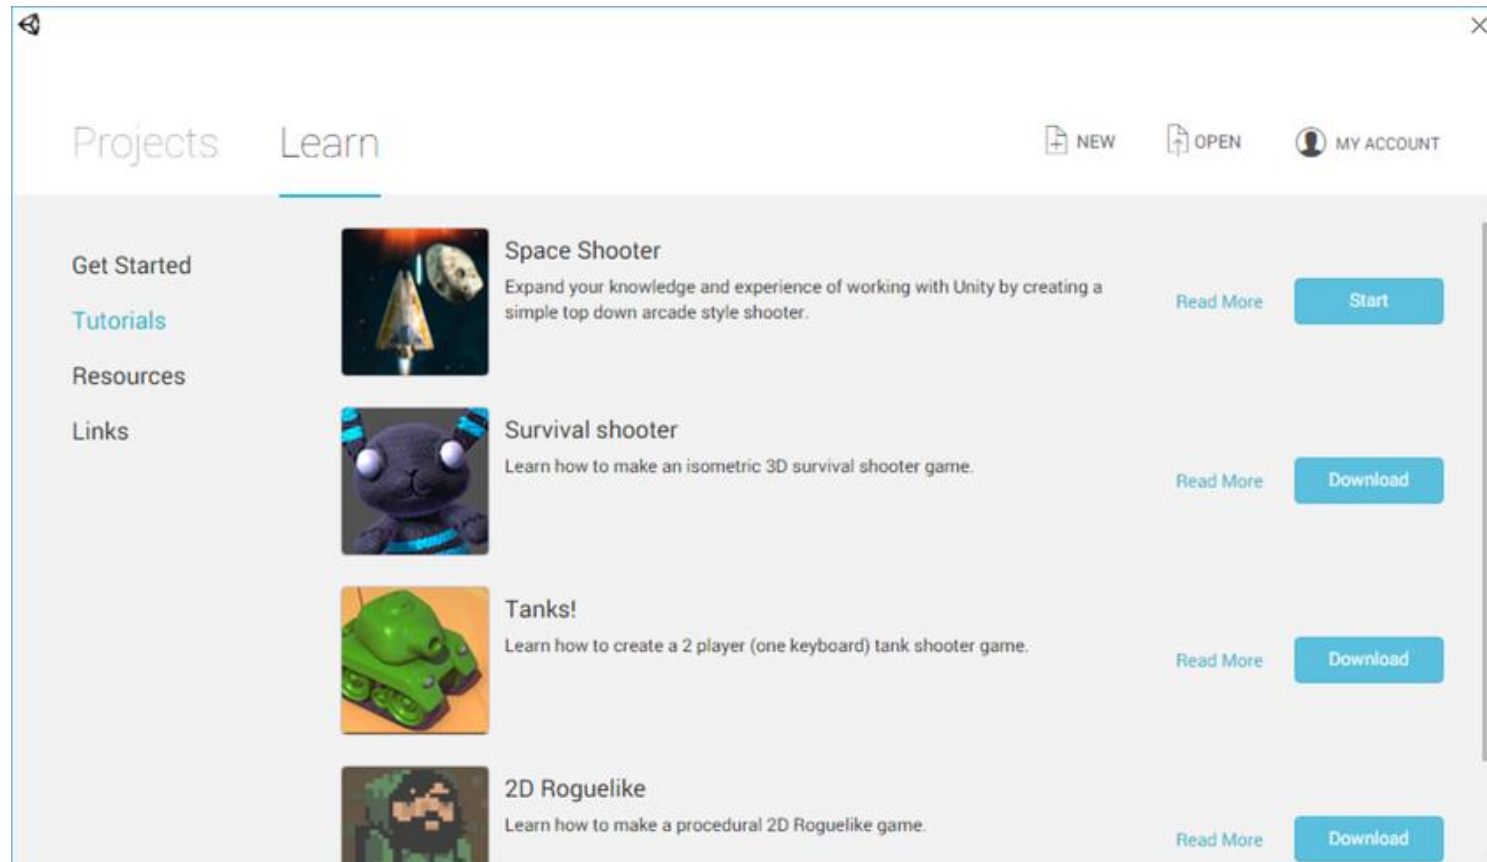 Projects
Learn
NEW
OPEN
MY ACCOUNT
Get Started
Tutorials
Resources
Links
Space Shooter
Expand your knowledge and experience of working with Unity by creating a
simple top down arcade style shooter.
Read More
Start
Survival shooter
Learn how to make an isometric 3D survival shooter game.
Read More
Download
Tanks!
Learn how to create a 2 player (one keyboard) tank shooter game.
Read More
Download
2D Roguelike
Learn how to make a procedural 2D Roguelike game.
Read More
Download